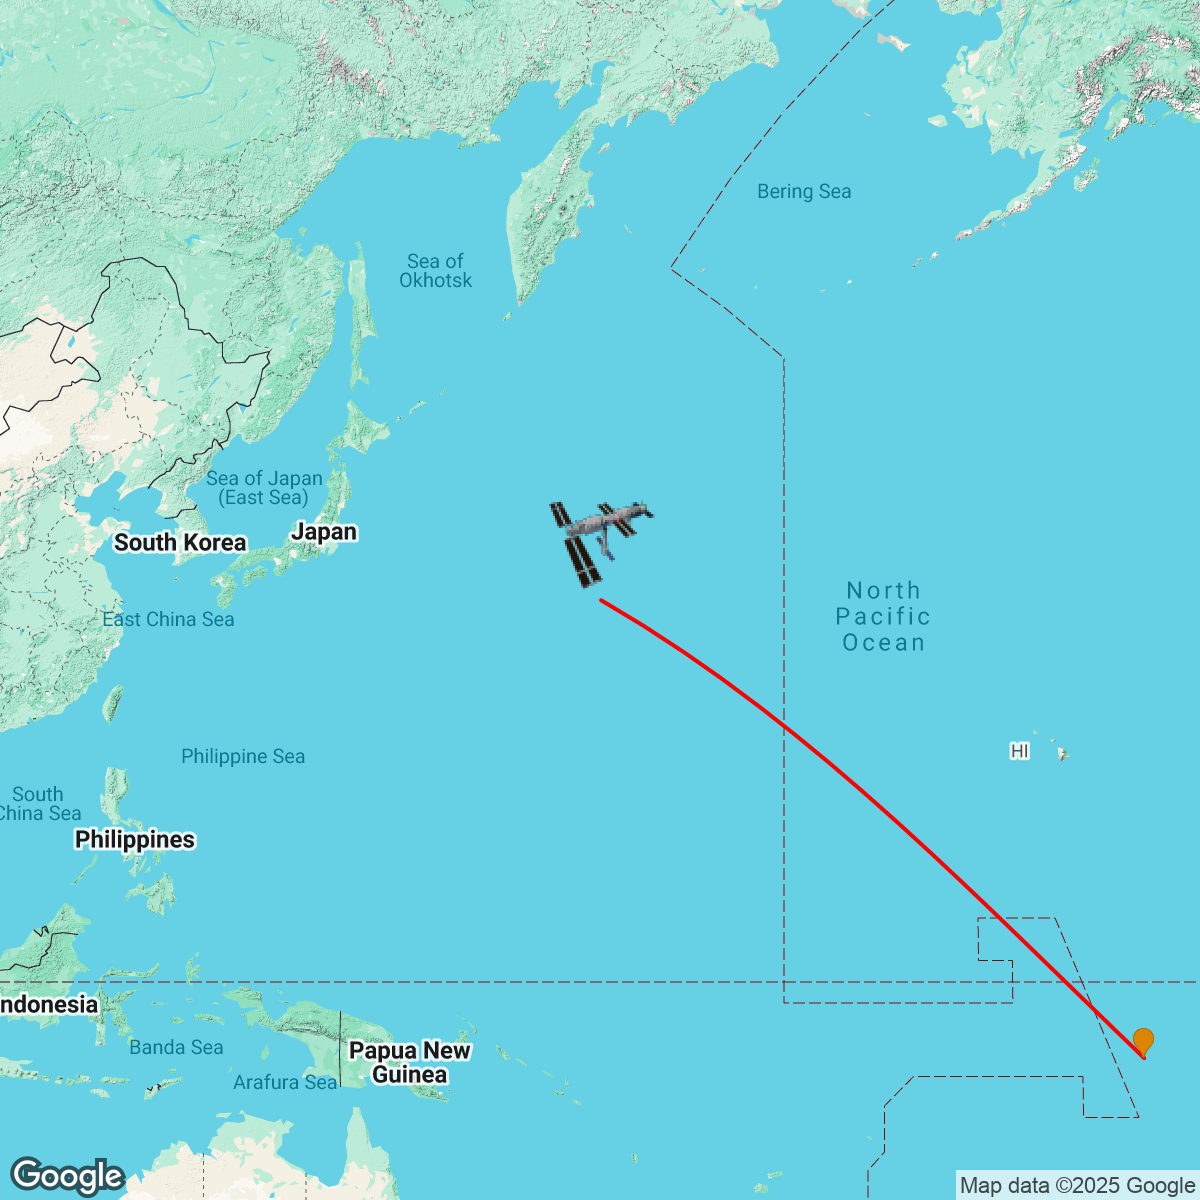 Bering Sea
Sea of
Okhotsk
Sea of Japan
(East Sea)
Japan
South Korea
North
Pacific
Ocean
East China Sea
HI
Philippine Sea
South
China Sea
Philippines
ndonesia
Banda Sea
Papua New
Guinea
Arafura Sea
Google
Map data ©2025 Google